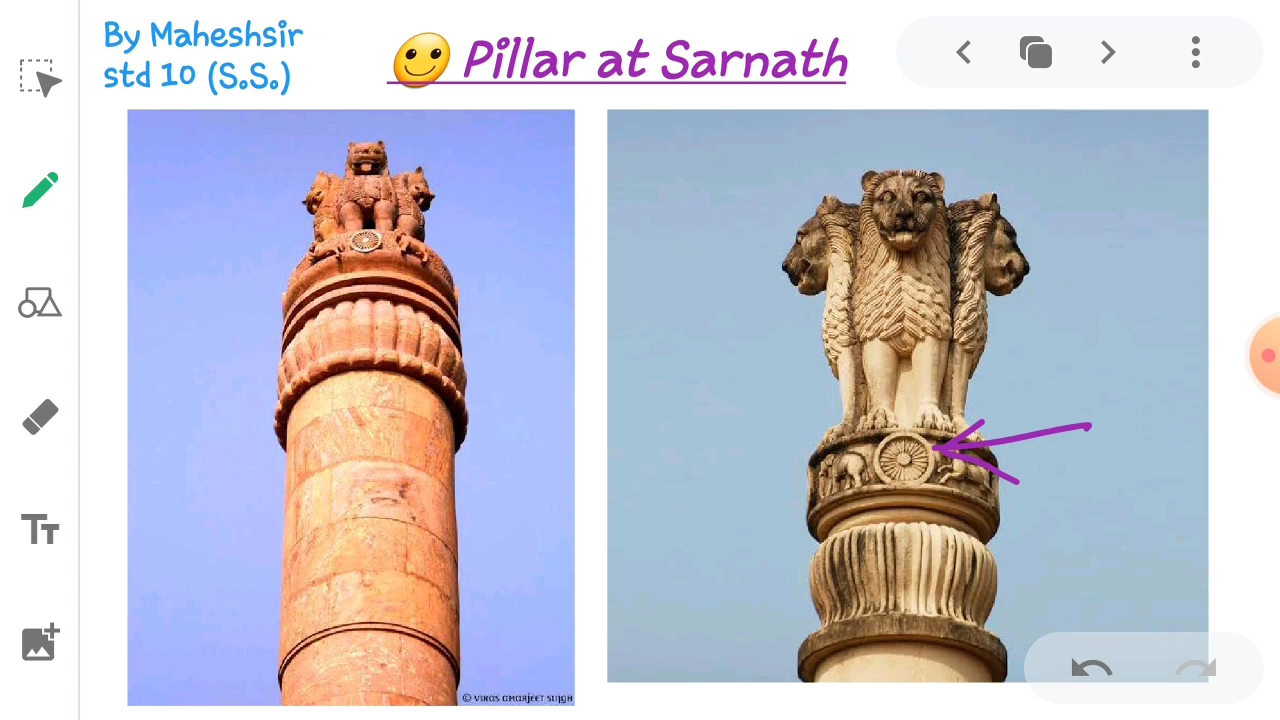 By Maheshsir
std 10 (S.S.)
Pillar at Sarnath
© VIKAS AMARJEET SINGH